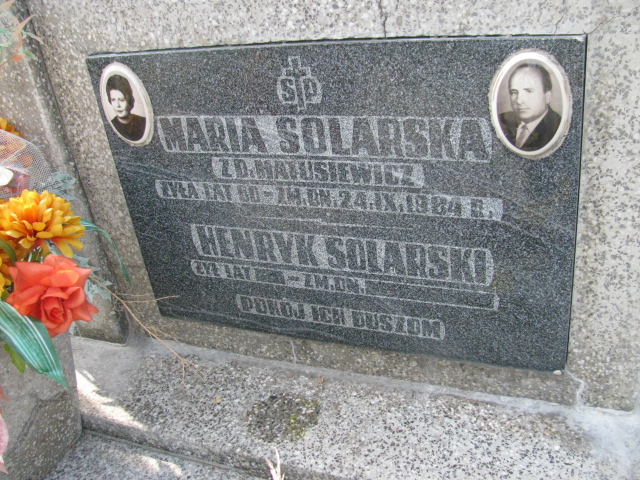 Ś P
MARIA SOLARSKA
Z D. MATUSIEWICZ
ŻYŁA LAT 60 - ZM. DN. 24.IX.1984 R.
HENRYK SOLARSKI
ŻYŁ LAT - ZM. DN.
POKÓJ ICH DUSZOM